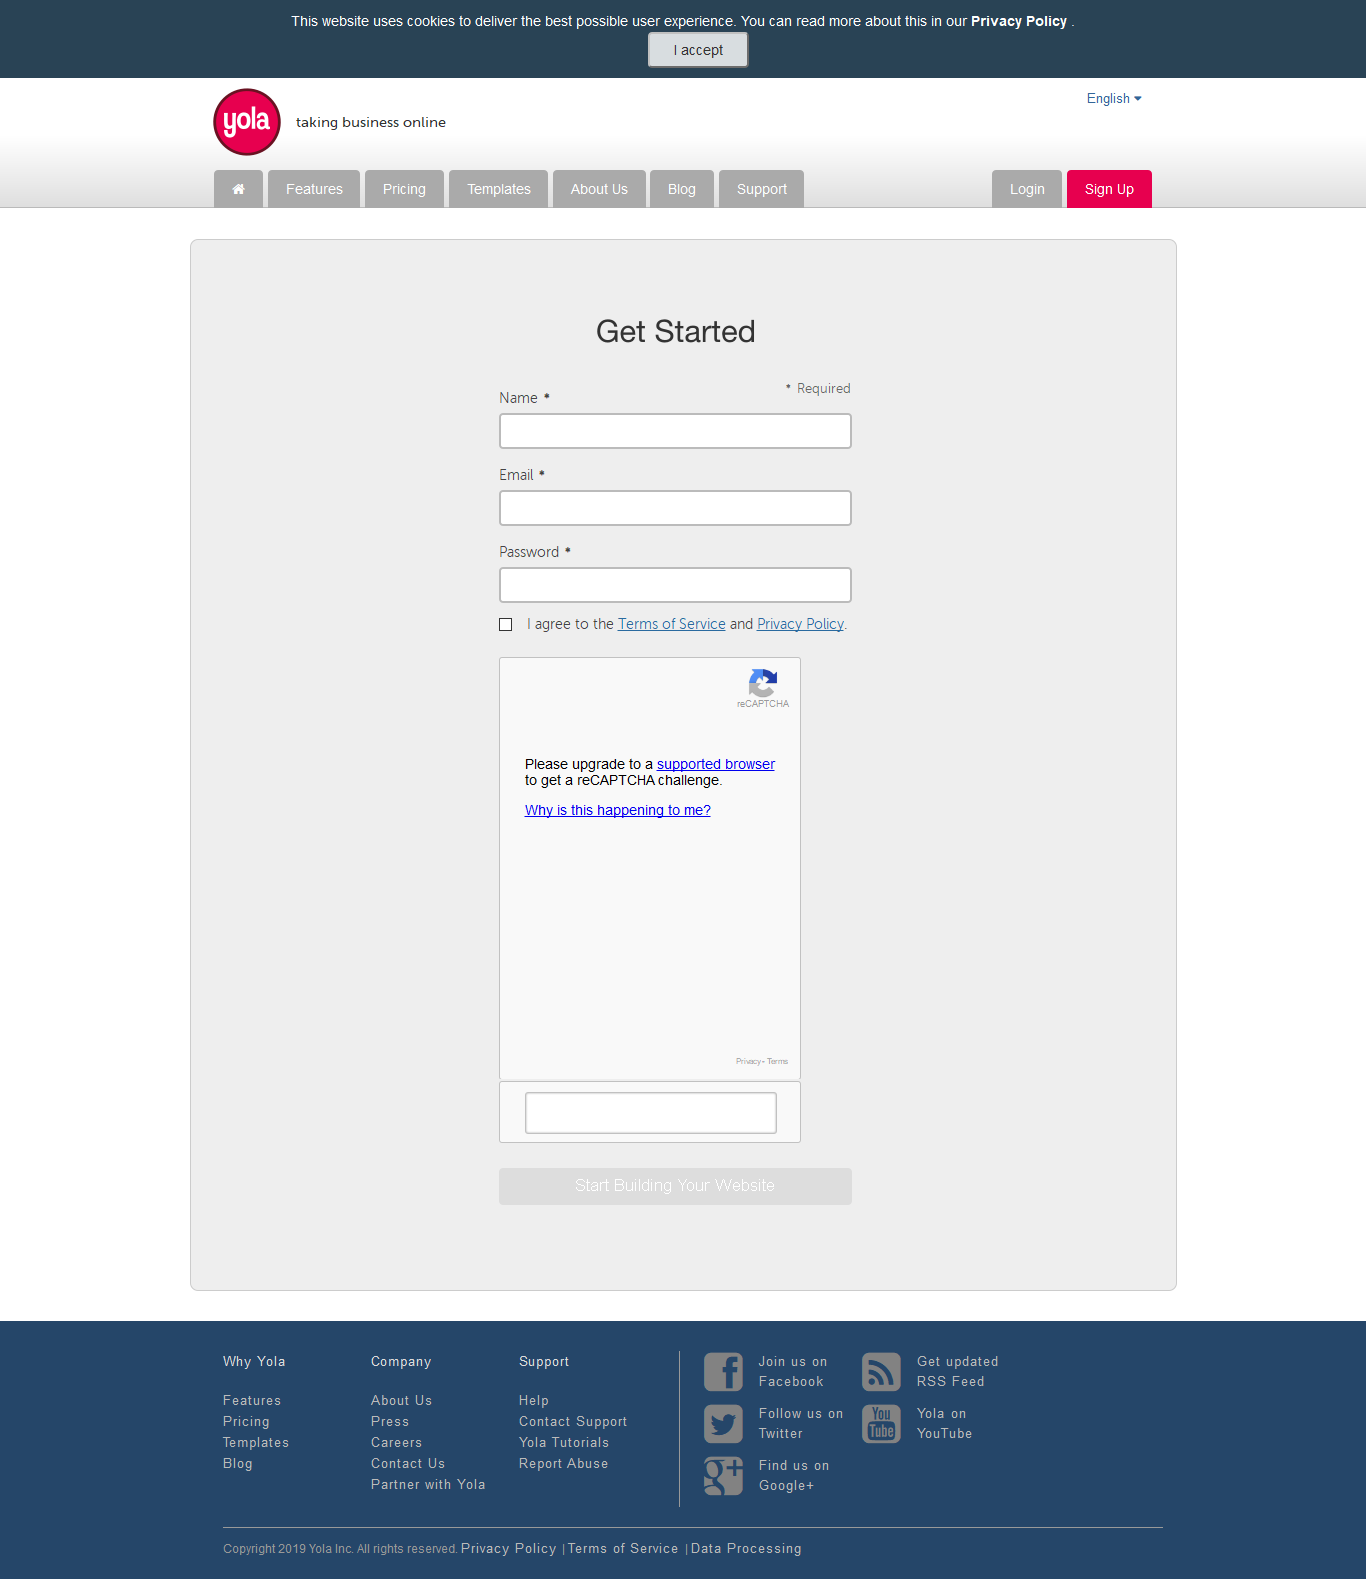 This website uses cookies to deliver the best possible user experience. You can read more about this in our Privacy Policy .
I accept
English
yola
taking business online
Features
Pricing
Templates
About Us
Blog
Support
Login
Sign Up
Get Started
* Required
Name *
Email *
Password *
I agree to the Terms of Service and Privacy Policy.
reCAPTCHA
Please upgrade to a supported browser
to get a reCAPTCHA challenge.
Why is this happening to me?
Privacy - Terms
Start Building Your Website
Why Yola
Features
Pricing
Templates
Blog
Company
About Us
Press
Careers
Contact Us
Partner with Yola
Support
Help
Contact Support
Yola Tutorials
Report Abuse
Join us on
Facebook
Follow us on
Twitter
Find us on
Google+
Get updated
RSS Feed
You
Tube
Yola on
YouTube
Copyright 2019 Yola Inc. All rights reserved. Privacy Policy | Terms of Service | Data Processing